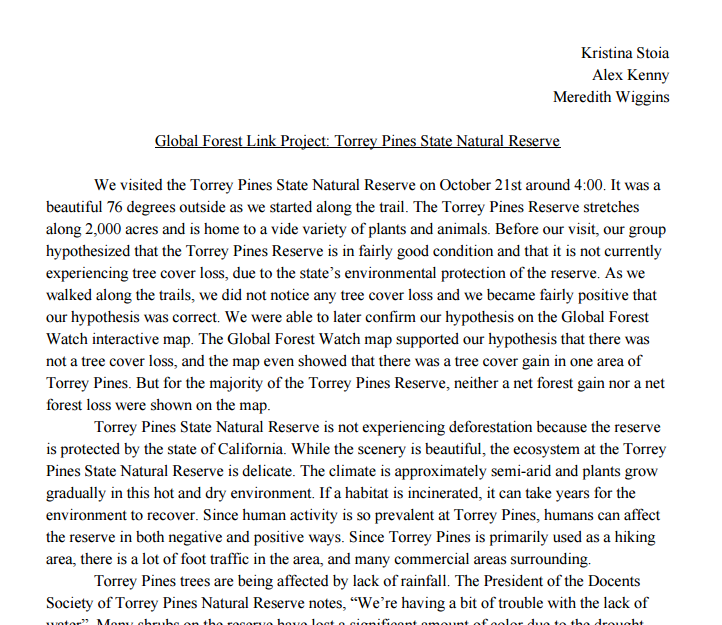 Kristina Stoia
Alex Kenny
Meredith Wiggins
Global Forest Link Project: Torrey Pines State Natural Reserve
We visited the Torrey Pines State Natural Reserve on October 21st around 4:00. It was a
beautiful 76 degrees outside as we started along the trail. The Torrey Pines Reserve stretches
along 2,000 acres and is home to a vide variety of plants and animals. Before our visit, our group
hypothesized that the Torrey Pines Reserve is in fairly good condition and that it is not currently
experiencing tree cover loss, due to the state’s environmental protection of the reserve. As we
walked along the trails, we did not notice any tree cover loss and we became fairly positive that
our hypothesis was correct. We were able to later confirm our hypothesis on the Global Forest
Watch interactive map. The Global Forest Watch map supported our hypothesis that there was
not a tree cover loss, and the map even showed that there was a tree cover gain in one area of
Torrey Pines. But for the majority of the Torrey Pines Reserve, neither a net forest gain nor a net
forest loss were shown on the map.
Torrey Pines State Natural Reserve is not experiencing deforestation because the reserve
is protected by the state of California. While the scenery is beautiful, the ecosystem at the Torrey
Pines State Natural Reserve is delicate. The climate is approximately semi-arid and plants grow
gradually in this hot and dry environment. If a habitat is incinerated, it can take years for the
environment to recover. Since human activity is so prevalent at Torrey Pines, humans can affect
the reserve in both negative and positive ways. Since Torrey Pines is primarily used as a hiking
area, there is a lot of foot traffic in the area, and many commercial areas surrounding.
Torrey Pines trees are being affected by lack of rainfall. The President of the Docents
Society of Torrey Pines Natural Reserve notes, “We’re having a bit of trouble with the lack of
water”. Many shrubs on the reserve have lost a significant amount of color due to the drought